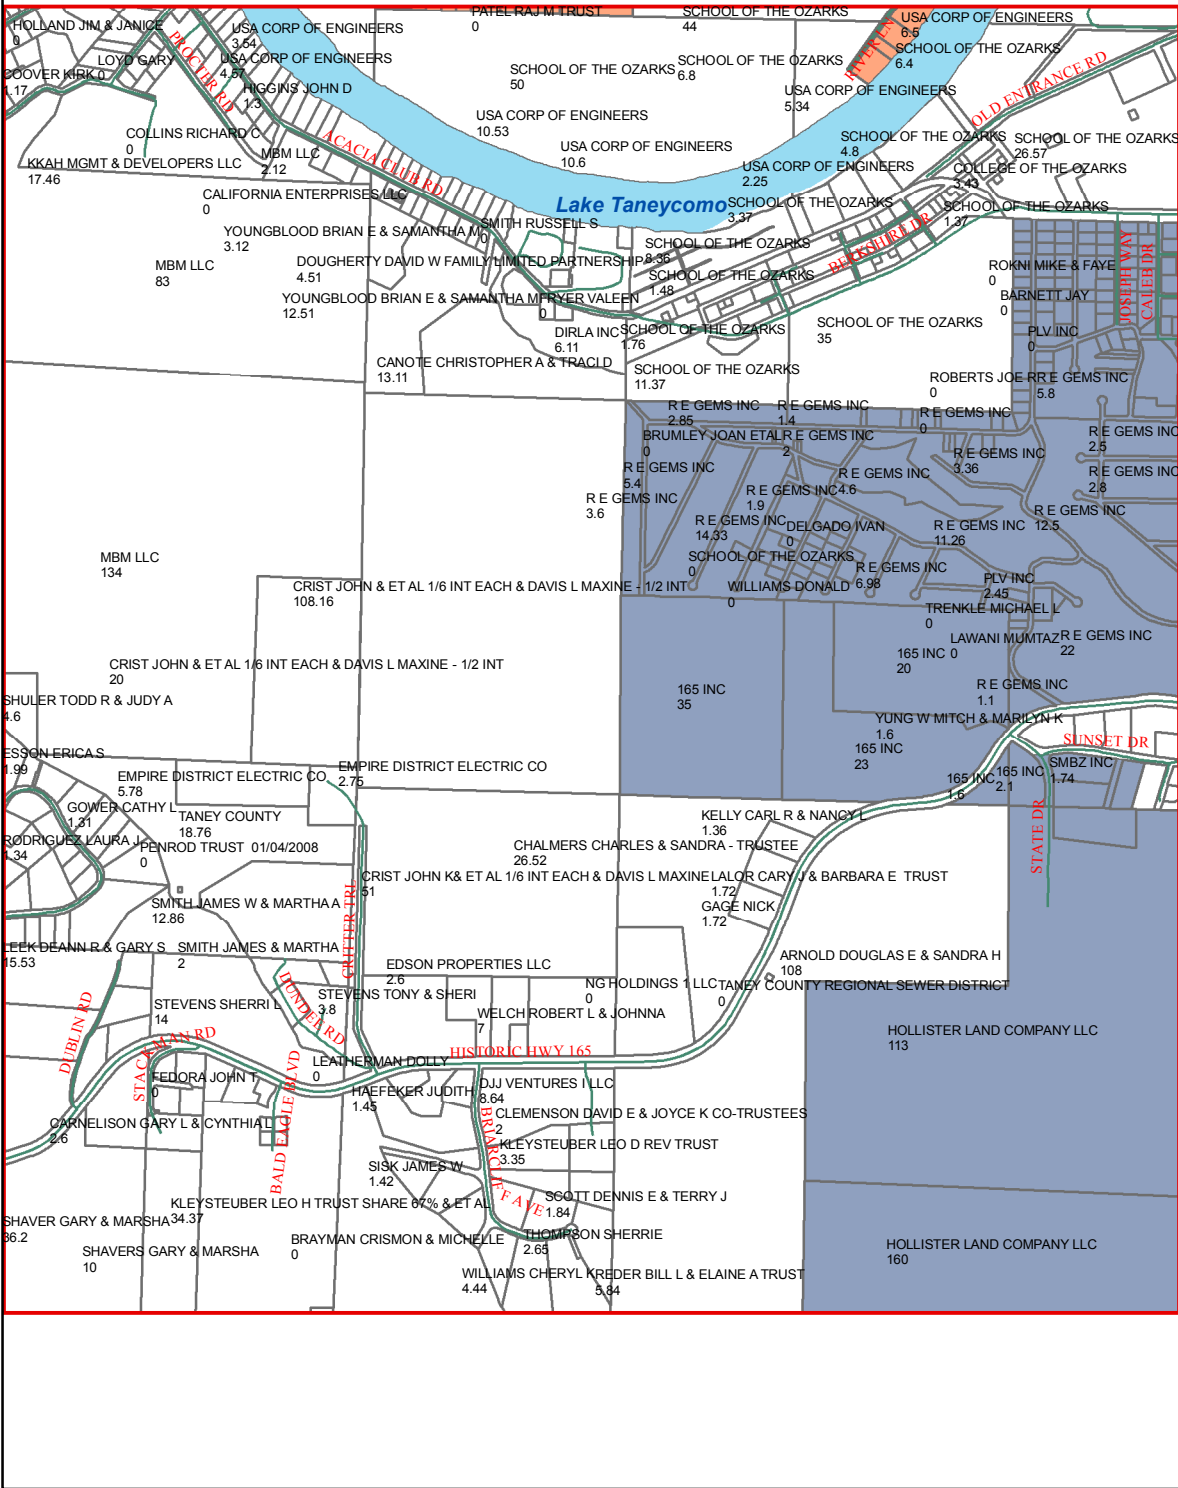 PATEL RAJ M TRUST
0
SCHOOL OF THE OZARKS
44
USA CORP OF ENGINEERS
6.5
HOLLAND JIM & JANICE
0
USA CORP OF ENGINEERS
3.54
PROCTER RD
RIVER LN
SCHOOL OF THE OZARKS
6.4
LOYD GARY
0
USA CORP OF ENGINEERS
4.57
SCHOOL OF THE OZARKS
50
SCHOOL OF THE OZARKS
6.8
OLD ENTRANCE RD
COOVER KIRK
1.17
HIGGINS JOHN D
1.3
USA CORP OF ENGINEERS
5.34
USA CORP OF ENGINEERS
10.53
COLLINS RICHARD C
0
ACACIA CLUB RD
SCHOOL OF THE OZARKS
4.8
SCHOOL OF THE OZARKS
26.57
USA CORP OF ENGINEERS
10.6
MBM LLC
2.12
KKAH MGMT & DEVELOPERS LLC
17.46
USA CORP OF ENGINEERS
2.25
COLLEGE OF THE OZARKS
3.43
CALIFORNIA ENTERPRISES LLC
0
Lake Taneycomo
SCHOOL OF THE OZARKS
3.37
SCHOOL OF THE OZARKS
1.37
SMITH RUSSELL S
0
YOUNGBLOOD BRIAN E & SAMANTHA M
3.12
BERKSHIRE DR
SCHOOL OF THE OZARKS
8.36
JOSEPH WAY
CALEB DR
MBM LLC
83
DOUGHERTY DAVID W FAMILY LIMITED PARTNERSHIP
4.51
SCHOOL OF THE OZARKS
1.48
ROKNI MIKE & FAYE
0
YOUNGBLOOD BRIAN E & SAMANTHA M
12.51
FRYER VALEEN
0
BARNETT JAY
0
DIRLA INC
6.11
SCHOOL OF THE OZARKS
1.76
SCHOOL OF THE OZARKS
35
PLV INC
0
CANOTE CHRISTOPHER A & TRACI D
13.11
SCHOOL OF THE OZARKS
11.37
ROBERTS JOE R
0
R E GEMS INC
5.8
R E GEMS INC
2.85
R E GEMS INC
1.4
R E GEMS INC
0
BRUMLEY JOAN ETAL
0
R E GEMS INC
2
R E GEMS INC
2.5
R E GEMS INC
3.36
R E GEMS INC
5.4
R E GEMS INC
4.6
R E GEMS INC
2.8
R E GEMS INC
1.9
R E GEMS INC
3.6
R E GEMS INC
12.5
R E GEMS INC
14.33
DELGADO IVAN
0
R E GEMS INC
11.26
MBM LLC
134
SCHOOL OF THE OZARKS
0
R E GEMS INC
6.98
CRIST JOHN & ET AL 1/6 INT EACH & DAVIS L MAXINE - 1/2 INT
108.16
WILLIAMS DONALD
0
PLV INC
2.45
TRENKLE MICHAEL L
0
LAWANI MUMTAZ
0
R E GEMS INC
22
165 INC
20
CRIST JOHN & ET AL 1/6 INT EACH & DAVIS L MAXINE - 1/2 INT
20
165 INC
35
R E GEMS INC
1.1
SHULER TODD R & JUDY A
4.6
YUNG W MITCH & MARILYN K
1.6
SUNSET DR
165 INC
23
ESSON ERICA S
1.99
EMPIRE DISTRICT ELECTRIC CO
5.78
EMPIRE DISTRICT ELECTRIC CO
2.75
SMBZ INC
1.74
165 INC
1.6
165 INC
2.1
GOWER CATHY L
1.31
TANEY COUNTY
18.76
KELLY CARL R & NANCY L
1.36
STATE DR
RODRIGUEZ LAURA J
1.34
PENROD TRUST 01/04/2008
0
CHALMERS CHARLES & SANDRA - TRUSTEE
26.52
CRIST JOHN K& ET AL 1/6 INT EACH & DAVIS L MAXINE
51
LALOR CARY J & BARBARA E TRUST
1.72
SMITH JAMES W & MARTHA A
12.86
GAGE NICK
1.72
CRITTER TRL
LEEK DEANN R & GARY S
15.53
SMITH JAMES & MARTHA
2
ARNOLD DOUGLAS E & SANDRA H
108
EDSON PROPERTIES LLC
2.6
NG HOLDINGS 1 LLC
0
TANEY COUNTY REGIONAL SEWER DISTRICT
0
DUNDEE RD
STEVENS TONY & SHERI
3.8
STEVENS SHERRI L
14
WELCH ROBERT L & JOHNNA
7
HOLLISTER LAND COMPANY LLC
113
DUBLIN RD
STACKMAN RD
HISTORIC HWY 165
LEATHERMAN DOLLY
0
FEDORA JOHN T
0
HAEFEKER JUDITH
1.45
DJJ VENTURES I LLC
8.64
BALD EAGLE BLVD
CLEMENSON DAVID E & JOYCE K CO-TRUSTEES
2
CARNELISON GARY L & CYNTHIA L
2.6
BRIARCLIFF AVE
KLEYSTEUBER LEO D REV TRUST
3.35
SISK JAMES W
1.42
KLEYSTEUBER LEO H TRUST SHARE 67% & ET AL
34.37
SCOTT DENNIS E & TERRY J
1.84
SHAVER GARY & MARSHA
36.2
BRAYMAN CRISMON & MICHELLE
0
THOMPSON SHERRIE
2.65
SHAVERS GARY & MARSHA
10
HOLLISTER LAND COMPANY LLC
160
WILLIAMS CHERYL K
4.44
REDER BILL L & ELAINE A TRUST
5.84